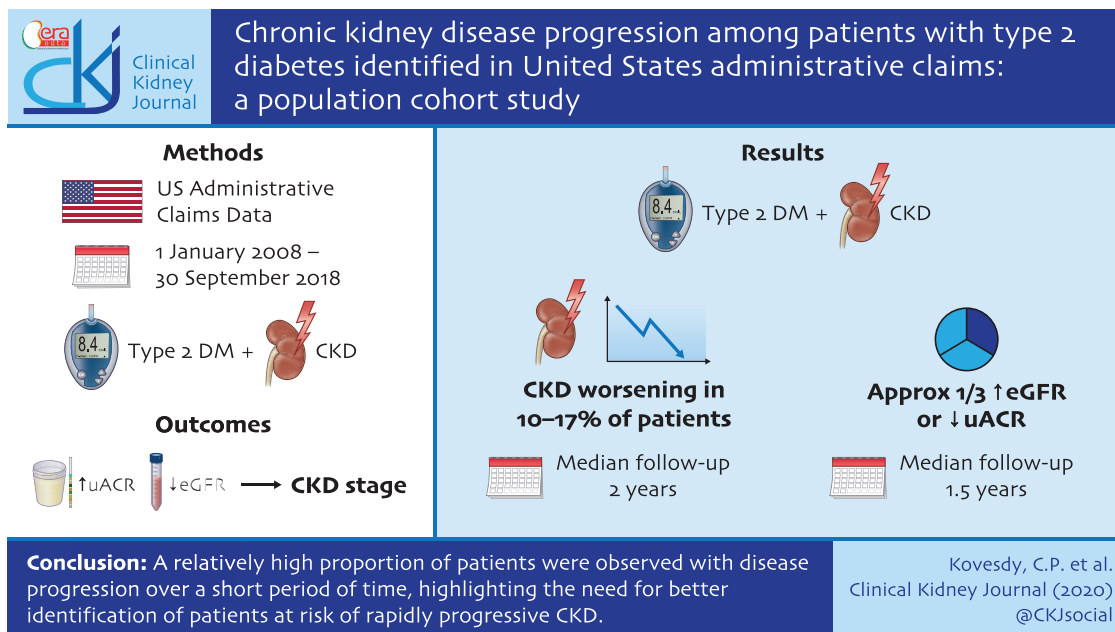 era
edta
ckj
Clinical
Kidney
Journal
Chronic kidney disease progression among patients with type 2
diabetes identified in United States administrative claims:
a population cohort study
Methods
US Administrative
Claims Data
1 January 2008 –
30 September 2018
8.4
Type 2 DM +
CKD
Outcomes
↑uACR
↓eGFR
CKD stage
Results
8.4
Type 2 DM +
CKD
CKD worsening in
10–17% of patients
Median follow-up
2 years
Approx 1/3 ↑eGFR
or ↓uACR
Median follow-up
1.5 years
Conclusion: A relatively high proportion of patients were observed with disease
progression over a short period of time, highlighting the need for better
identification of patients at risk of rapidly progressive CKD.
Kovesdy, C.P. et al.
Clinical Kidney Journal (2020)
@CKJsocial